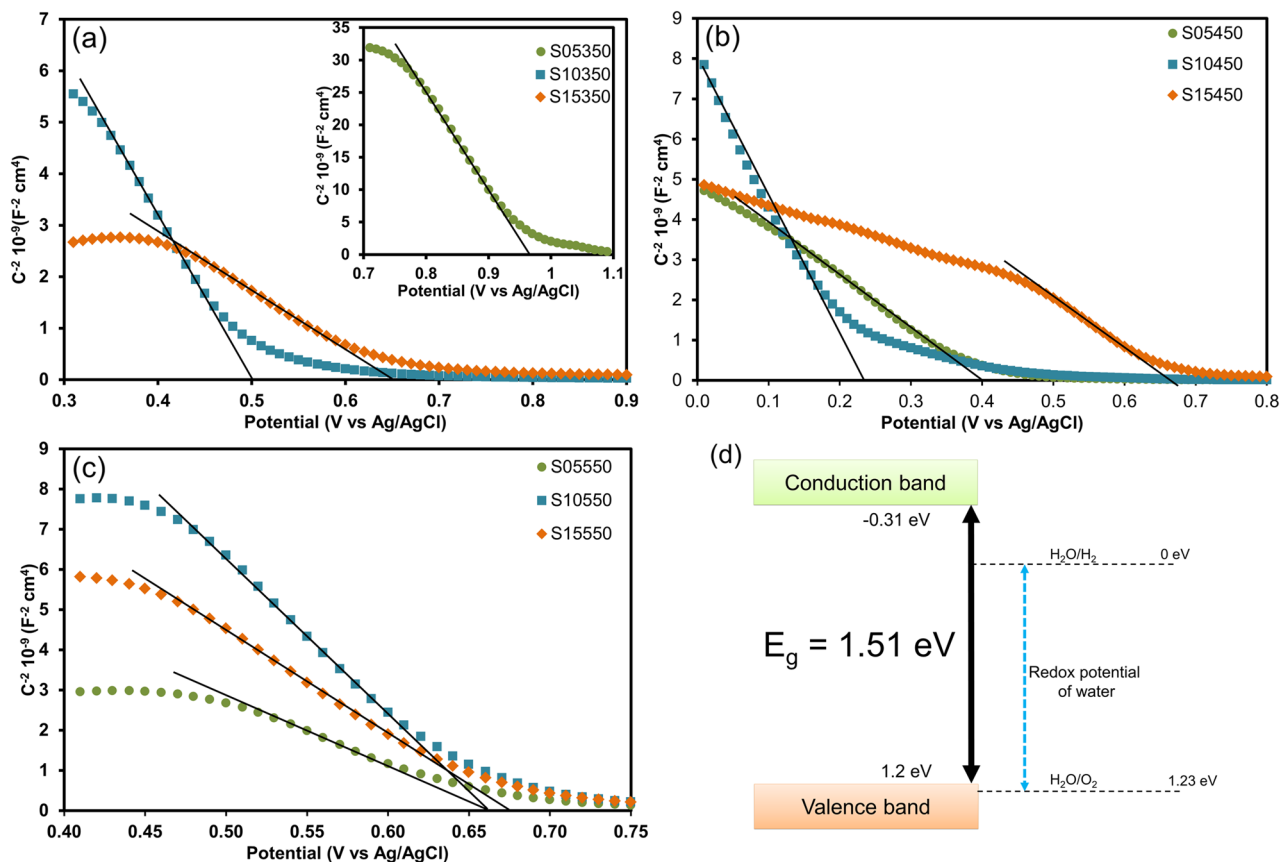 (a)
S05350
S10350
S15350
C⁻² 10⁻⁹ (F⁻² cm⁴)
35
30
25
20
15
10
5
0
0.7 0.8 0.9 1 1.1
Potential (V vs Ag/AgCl)
C⁻² 10⁻⁹(F⁻² cm⁴)
7
6
5
4
3
2
1
0
0.3 0.4 0.5 0.6 0.7 0.8 0.9
Potential (V vs Ag/AgCl)
(b)
S05450
S10450
S15450
C⁻² 10⁻⁹ (F⁻² cm⁴)
9
8
7
6
5
4
3
2
1
0
0.0 0.1 0.2 0.3 0.4 0.5 0.6 0.7 0.8
Potential (V vs Ag/AgCl)
(c)
S05550
S10550
S15550
C⁻² 10⁻⁹ (F⁻² cm⁴)
9
8
7
6
5
4
3
2
1
0
0.40 0.45 0.50 0.55 0.60 0.65 0.70 0.75
Potential (V vs Ag/AgCl)
(d)
Conduction band
-0.31 eV
H₂O/H₂ 0 eV
E_g = 1.51 eV
Redox potential
of water
1.2 eV
H₂O/O₂ 1.23 eV
Valence band